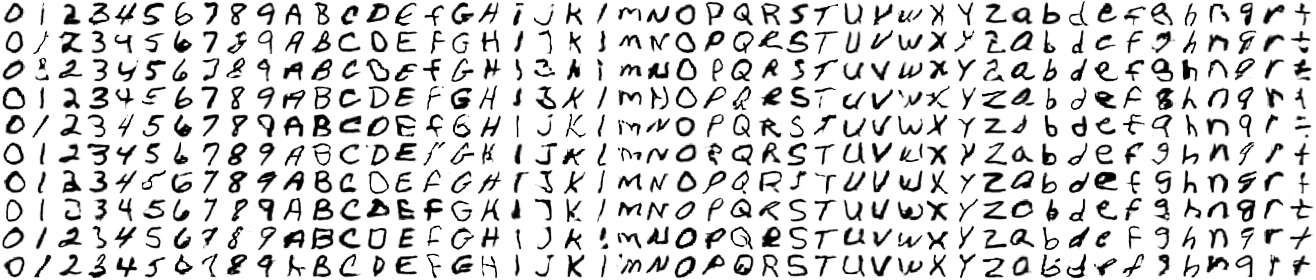 0 1 2 3 4 5 6 7 8 9 A B C D E F G H I J K l m N O P Q R S T U V W X Y Z a b d e f g h n q r t
0 1 2 3 4 5 6 7 8 9 A B C D E F G H I J K l m N O P Q R S T U V W X Y Z a b d e f g h n q r t
0 2 3 4 5 6 7 8 9 A B C D E F G H I J K l m N O P Q R S T U V W X Y Z a b d e f g h n q r t
0 1 2 3 4 5 6 7 8 9 A B C D E F G H I J K l m N O P Q R S T U V W X Y Z a b d e f g h n q r t
0 1 2 3 4 5 6 7 8 9 A B C D E F G H I J K l m N O P Q R S T U V W X Y Z a b d e f g h n q r
0 1 2 3 4 5 6 7 8 9 A B C D E F G H I J K l m N O P Q R S T U V W X Y Z a b d e f g h n q r t
0 1 2 3 4 5 6 7 8 9 A B C D E F G H I J K l m N O P Q R S T U V W X Y Z a b d e f g h n q r t
0 1 2 3 4 5 6 7 8 9 A B C D E F G H I J K l m N O P Q R S T U V W X Y Z a b d e f g h n q r t
0 1 2 3 4 5 6 7 8 9 A B C D E F G H I J K m N O P Q R S T U V W X Y Z a b d e f g h n q r t
0 1 2 3 4 5 6 7 8 9 A B C D E F G H I J K l m N O P Q R S T U V W X Y Z a b d e f g h n q r t